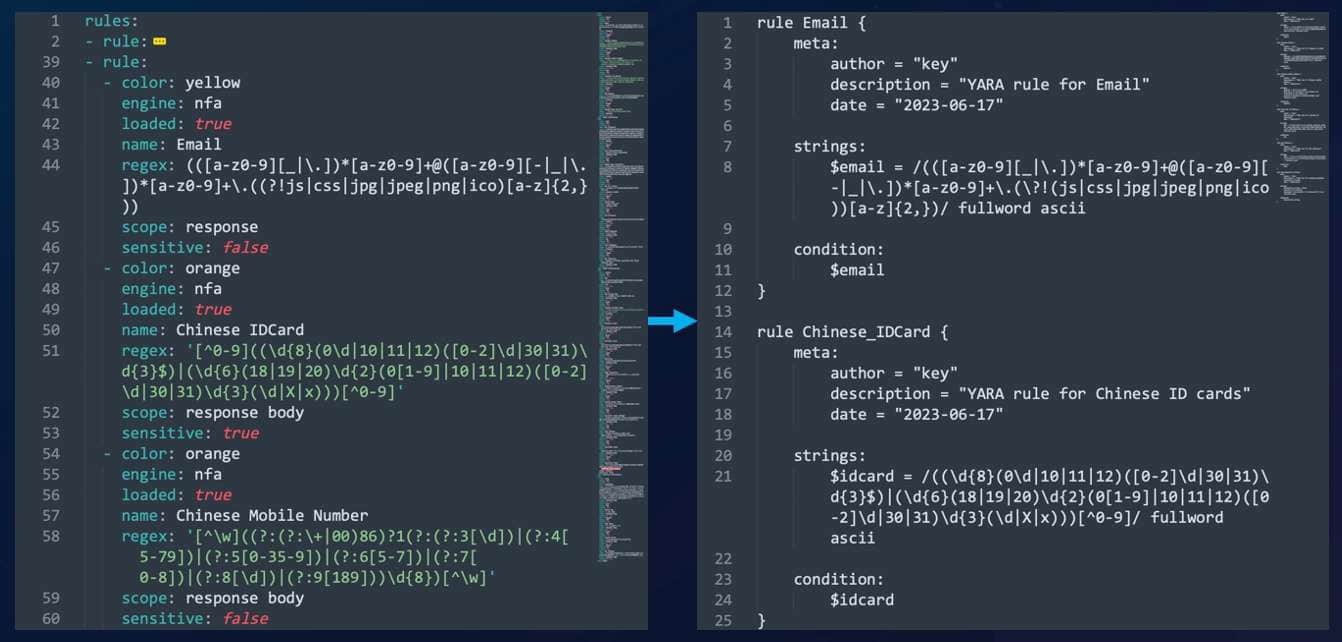 1 rules:
2 - rule:
39 - rule:
40 - color: yellow
41 engine: nfa
42 loaded: true
43 name: Email
44 regex: (([a-z0-9][_|\.])*[a-z0-9]+@([a-z0-9][-|_|\.
])*[a-z0-9]+\.((?!js|css|jpg|jpeg|png|ico)[a-z]{2,}
))
45 scope: response
46 sensitive: false
47 - color: orange
48 engine: nfa
49 loaded: true
50 name: Chinese IDCard
51 regex: '[^0-9]((\d{8}(0\d|10|11|12)([0-2]\d|30|31)\
d{3}$)|(\d{6}(18|19|20)\d{2}(0[1-9]|10|11|12)([0-2]
\d|30|31)\d{3}(\d|X|x)))[^0-9]'
52 scope: response body
53 sensitive: true
54 - color: orange
55 engine: nfa
56 loaded: true
57 name: Chinese Mobile Number
58 regex: '[^\w]((?:(?:\+|00)86)?1(?:(?:3[\d])|(?:4[
5-79])|(?:5[0-35-9])|(?:6[5-7])|(?:7[
0-8])|(?:8[\d])|(?:9[189]))\d{8})[^\w]'
59 scope: response body
60 sensitive: false
1 rule Email {
2 meta:
3 author = "key"
4 description = "YARA rule for Email"
5 date = "2023-06-17"
6
7 strings:
8 $email = /(([a-z0-9][_|\.])*[a-z0-9]+@([a-z0-9][
-|_|\.])*[a-z0-9]+\.(\?!(js|css|jpg|jpeg|png|ico
))[a-z]{2,})/ fullword ascii
9
10 condition:
11 $email
12 }
13
14 rule Chinese_IDCard {
15 meta:
16 author = "key"
17 description = "YARA rule for Chinese ID cards"
18 date = "2023-06-17"
19
20 strings:
21 $idcard = /((\d{8}(0\d|10|11|12)([0-2]\d|30|31)\
d{3}$)|(\d{6}(18|19|20)\d{2}(0[1-9]|10|11|12)([0
-2]\d|30|31)\d{3}(\d|X|x)))[^0-9]/ fullword
ascii
22
23 condition:
24 $idcard
25 }